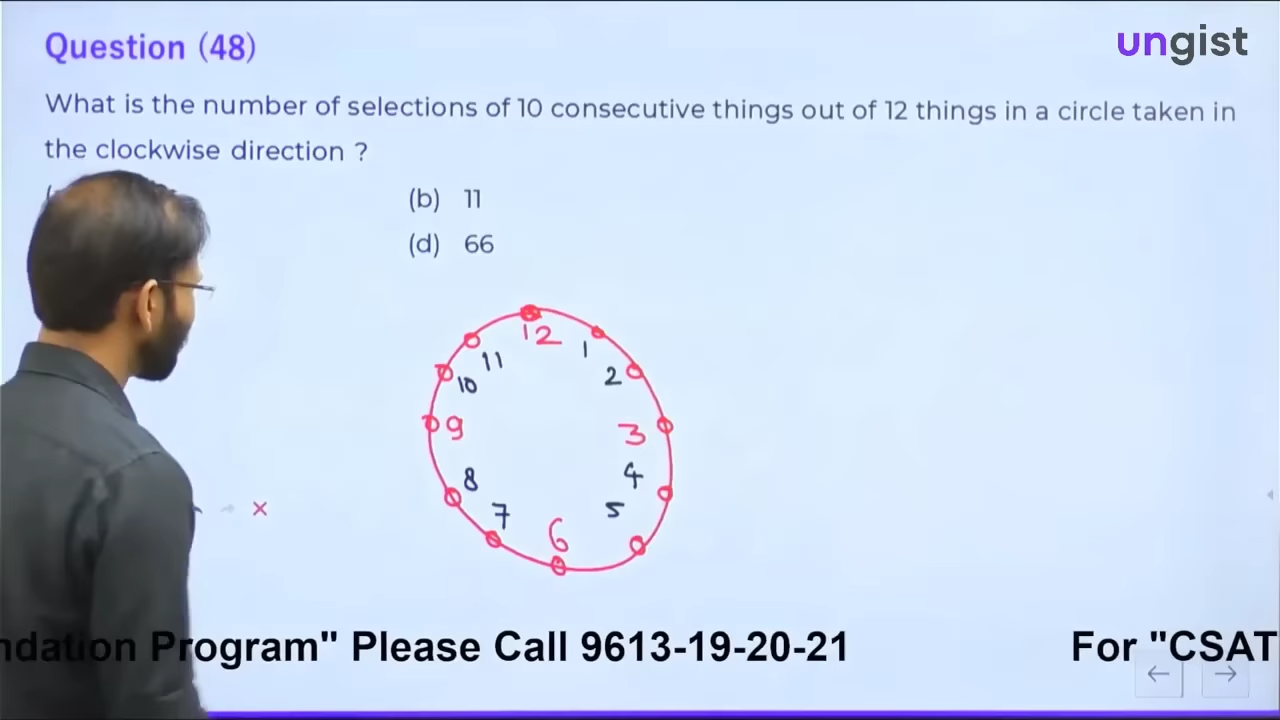 Question (48)
ungist
What is the number of selections of 10 consecutive things out of 12 things in a circle taken in
the clockwise direction ?
(b) 11
(d) 66
12
11
1
10
2
9
3
8
4
7
5
6
Program" Please Call 9613-19-20-21
For "CSAT